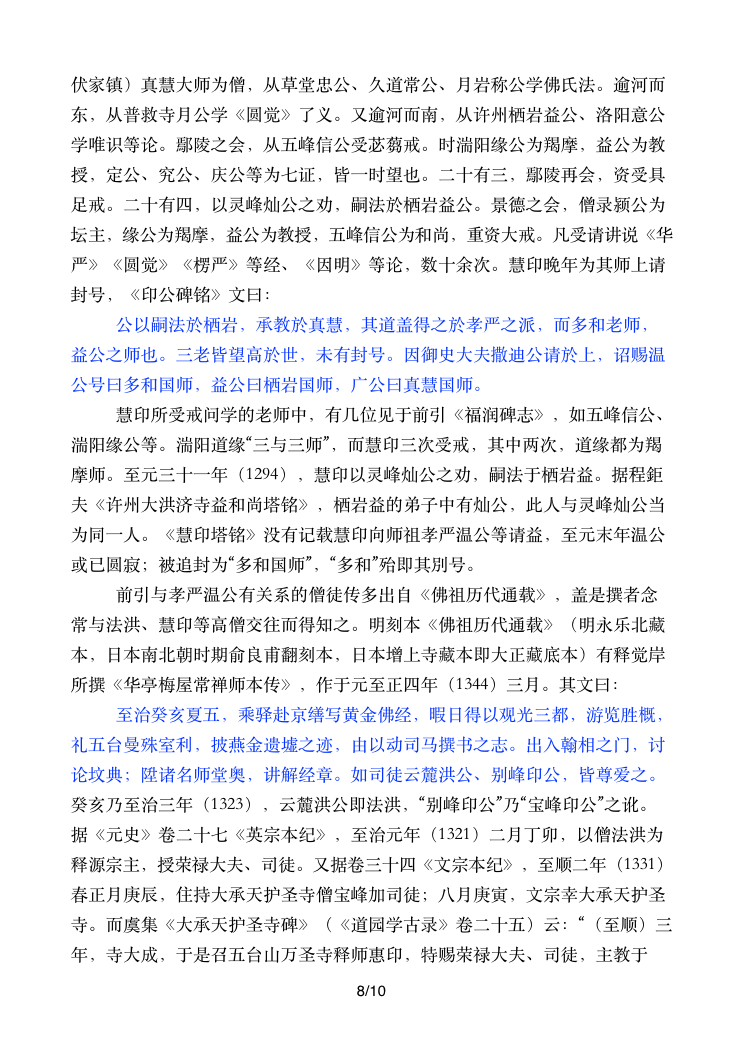 伏家镇）真慧大师为僧，从草堂忠公、久道常公、月岩称公学佛氏法。逾河而
东，从普救寺月公学《圆觉》了义。又逾河而南，从许州栖岩益公、洛阳意公
学唯识等论。鄢陵之会，从五峰信公受苾蒭戒。时湍阳缘公为羯摩，益公为教
授，定公、究公、庆公等为七证，皆一时望也。二十有三，鄢陵再会，资受具
足戒。二十有四，以灵峰灿公之劝，嗣法於栖岩益公。景德之会，僧录颍公为
坛主，缘公为羯摩，益公为教授，五峰信公为和尚，重资大戒。凡受请讲说《华
严》《圆觉》《楞严》等经、《因明》等论，数十余次。慧印晚年为其师上请
封号，《印公碑铭》文曰：
公以嗣法於栖岩，承教於真慧，其道盖得之於孝严之派，而多和老师，
益公之师也。三老皆望高於世，未有封号。因御史大夫撒迪公请於上，诏赐温
公号曰多和国师，益公曰栖岩国师，广公曰真慧国师。
慧印所受戒问学的老师中，有几位见于前引《福润碑志》，如五峰信公、
湍阳缘公等。湍阳道缘“三与三师”，而慧印三次受戒，其中两次，道缘都为羯
摩师。至元三十一年（1294），慧印以灵峰灿公之劝，嗣法于栖岩益。据程鉅
夫《许州大洪济寺益和尚塔铭》，栖岩益的弟子中有灿公，此人与灵峰灿公当
为同一人。《慧印塔铭》没有记载慧印向师祖孝严温公等请益，至元末年温公
或已圆寂；被追封为“多和国师”，“多和”殆即其別号。
前引与孝严温公有关系的僧徒传多出自《佛祖历代通载》，盖是撰者念
常与法洪、慧印等高僧交往而得知之。明刻本《佛祖历代通载》（明永乐北藏
本，日本南北朝时期俞良甫翻刻本，日本增上寺藏本即大正藏底本）有释觉岸
所撰《华亭梅屋常禅师本传》，作于元至正四年（1344）三月。其文曰：
至治癸亥夏五，乘驿赴京缮写黄金佛经，暇日得以观光三都，游览胜概，
礼五台曼殊室利，披燕金遗墟之迹，由以动司马撰书之志。出入翰相之门，讨
论坟典；陞诸名师堂奥，讲解经章。如司徒云麓洪公、别峰印公，皆尊爱之。
癸亥乃至治三年（1323），云麓洪公即法洪，“别峰印公”乃“宝峰印公”之讹。
据《元史》卷二十七《英宗本纪》，至治元年（1321）二月丁卯，以僧法洪为
释源宗主，授荣禄大夫、司徒。又据卷三十四《文宗本纪》，至顺二年（1331）
春正月庚辰，住持大承天护圣寺僧宝峰加司徒；八月庚寅，文宗幸大承天护圣
寺。而虞集《大承天护圣寺碑》（《道园学古录》卷二十五）云：“（至顺）三
年，寺大成，于是召五台山万圣寺释师惠印，特赐荣禄大夫、司徒，主教于
8/10